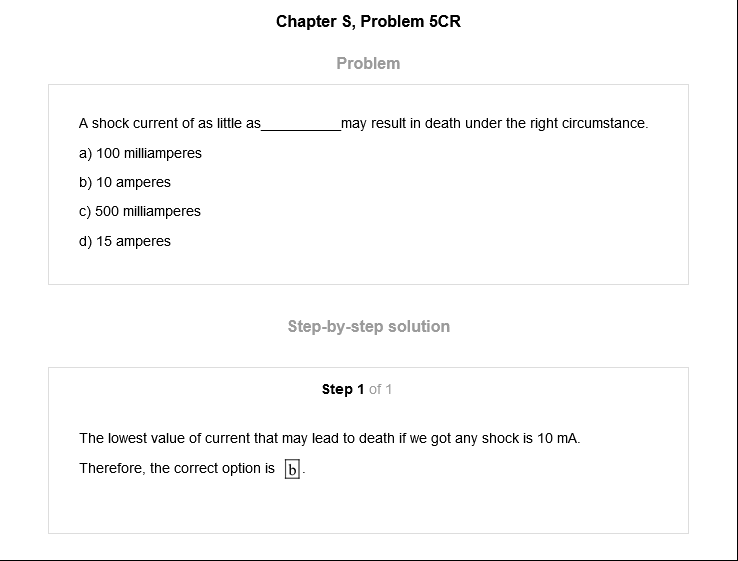 Chapter S, Problem 5CR
Problem
A shock current of as little as__________may result in death under the right circumstance.
a) 100 milliamperes
b) 10 amperes
c) 500 milliamperes
d) 15 amperes
Step-by-step solution
Step 1 of 1
The lowest value of current that may lead to death if we got any shock is 10 mA.
Therefore, the correct option is b.